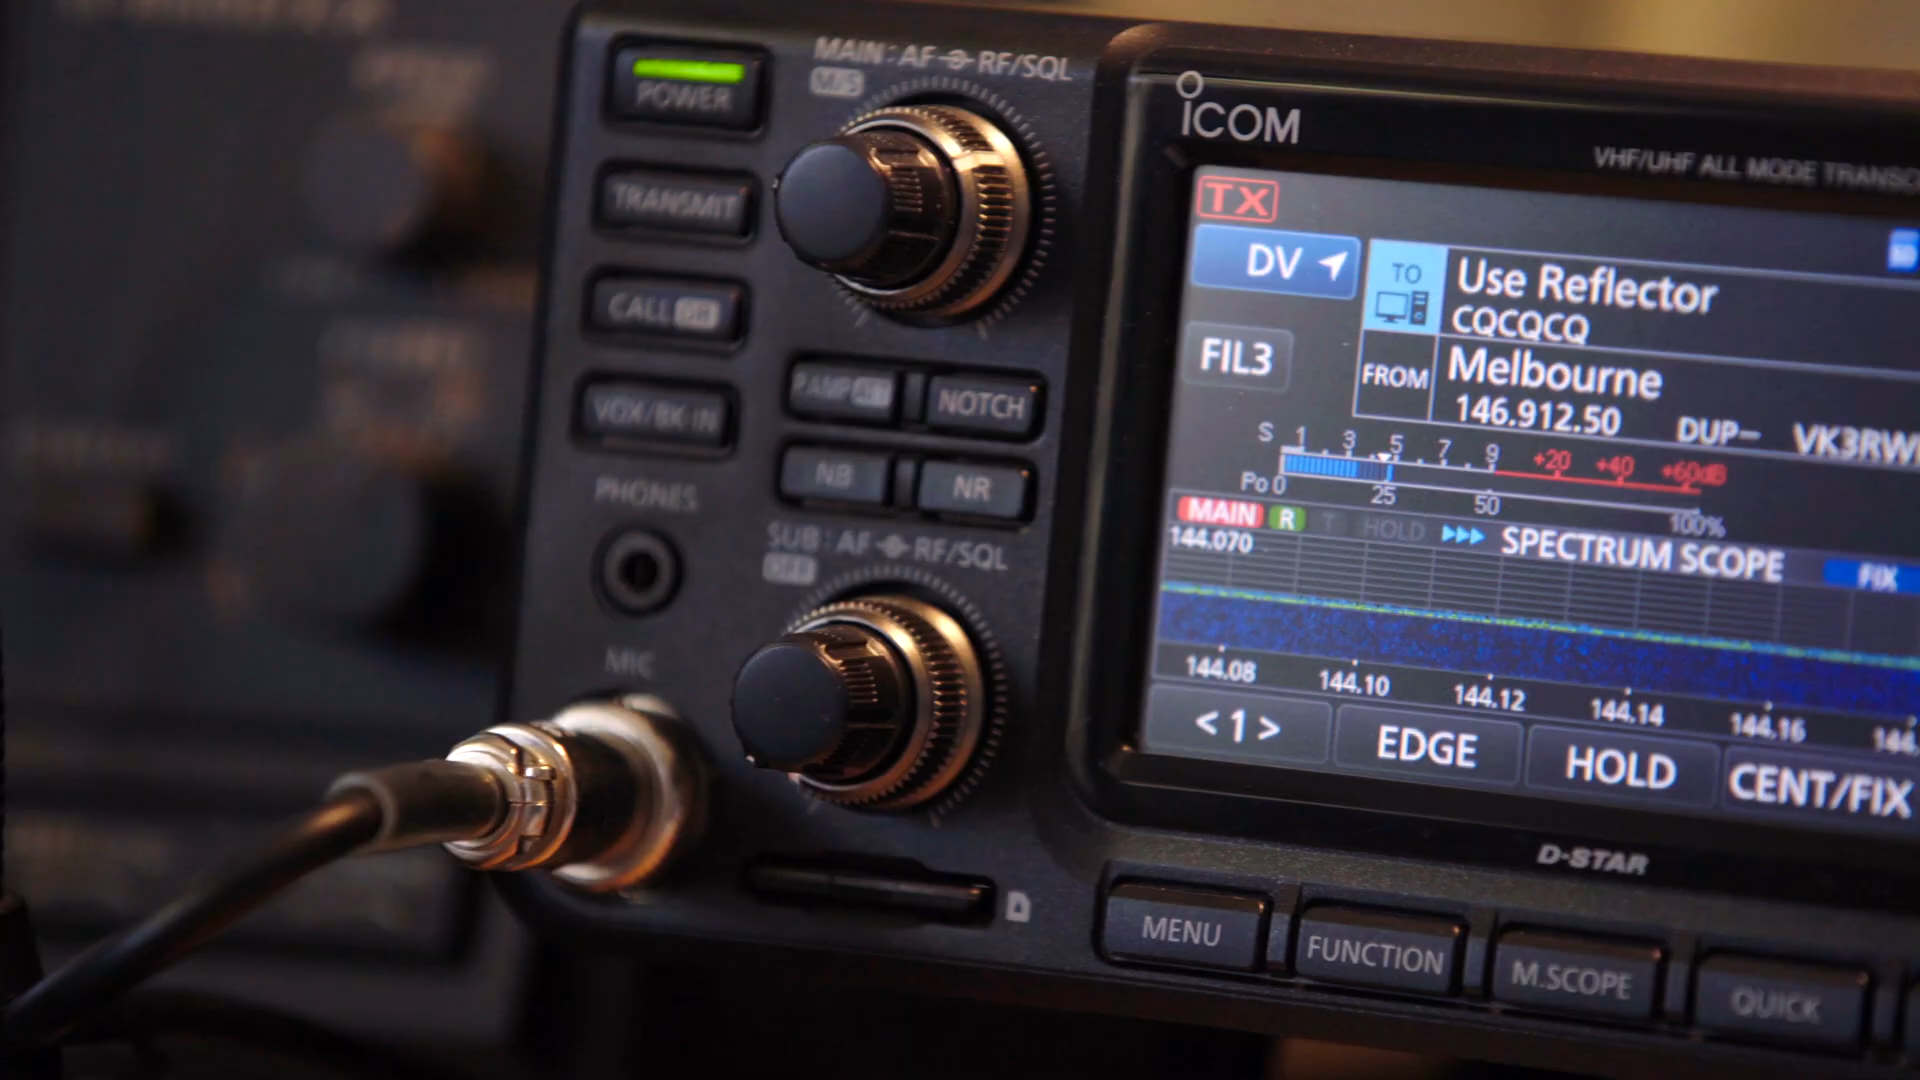 POWER
MAIN: AF RF/SQL
M/S
TRANSMIT
CALL
VOX/BK-IN
P.AMP ATT
NOTCH
NB
NR
PHONES
SUB: AF RF/SQL
OFF
MIC
ICOM
VHF/UHF ALL MODE
TX
DV
TO
Use Reflector
CQCQCQ
FIL3
FROM
Melbourne
146.912.50
DUP-
S 1 . 3 . 5 . 7 . 9 +20 +40 +60dB
Po 0 25 50 100%
MAIN R T HOLD SPECTRUM SCOPE FIX
144.070
144.08 144.10 144.12 144.14 144.16 144.
<1> EDGE HOLD CENT/FIX
D-STAR
MENU
FUNCTION
M.SCOPE
QUICK